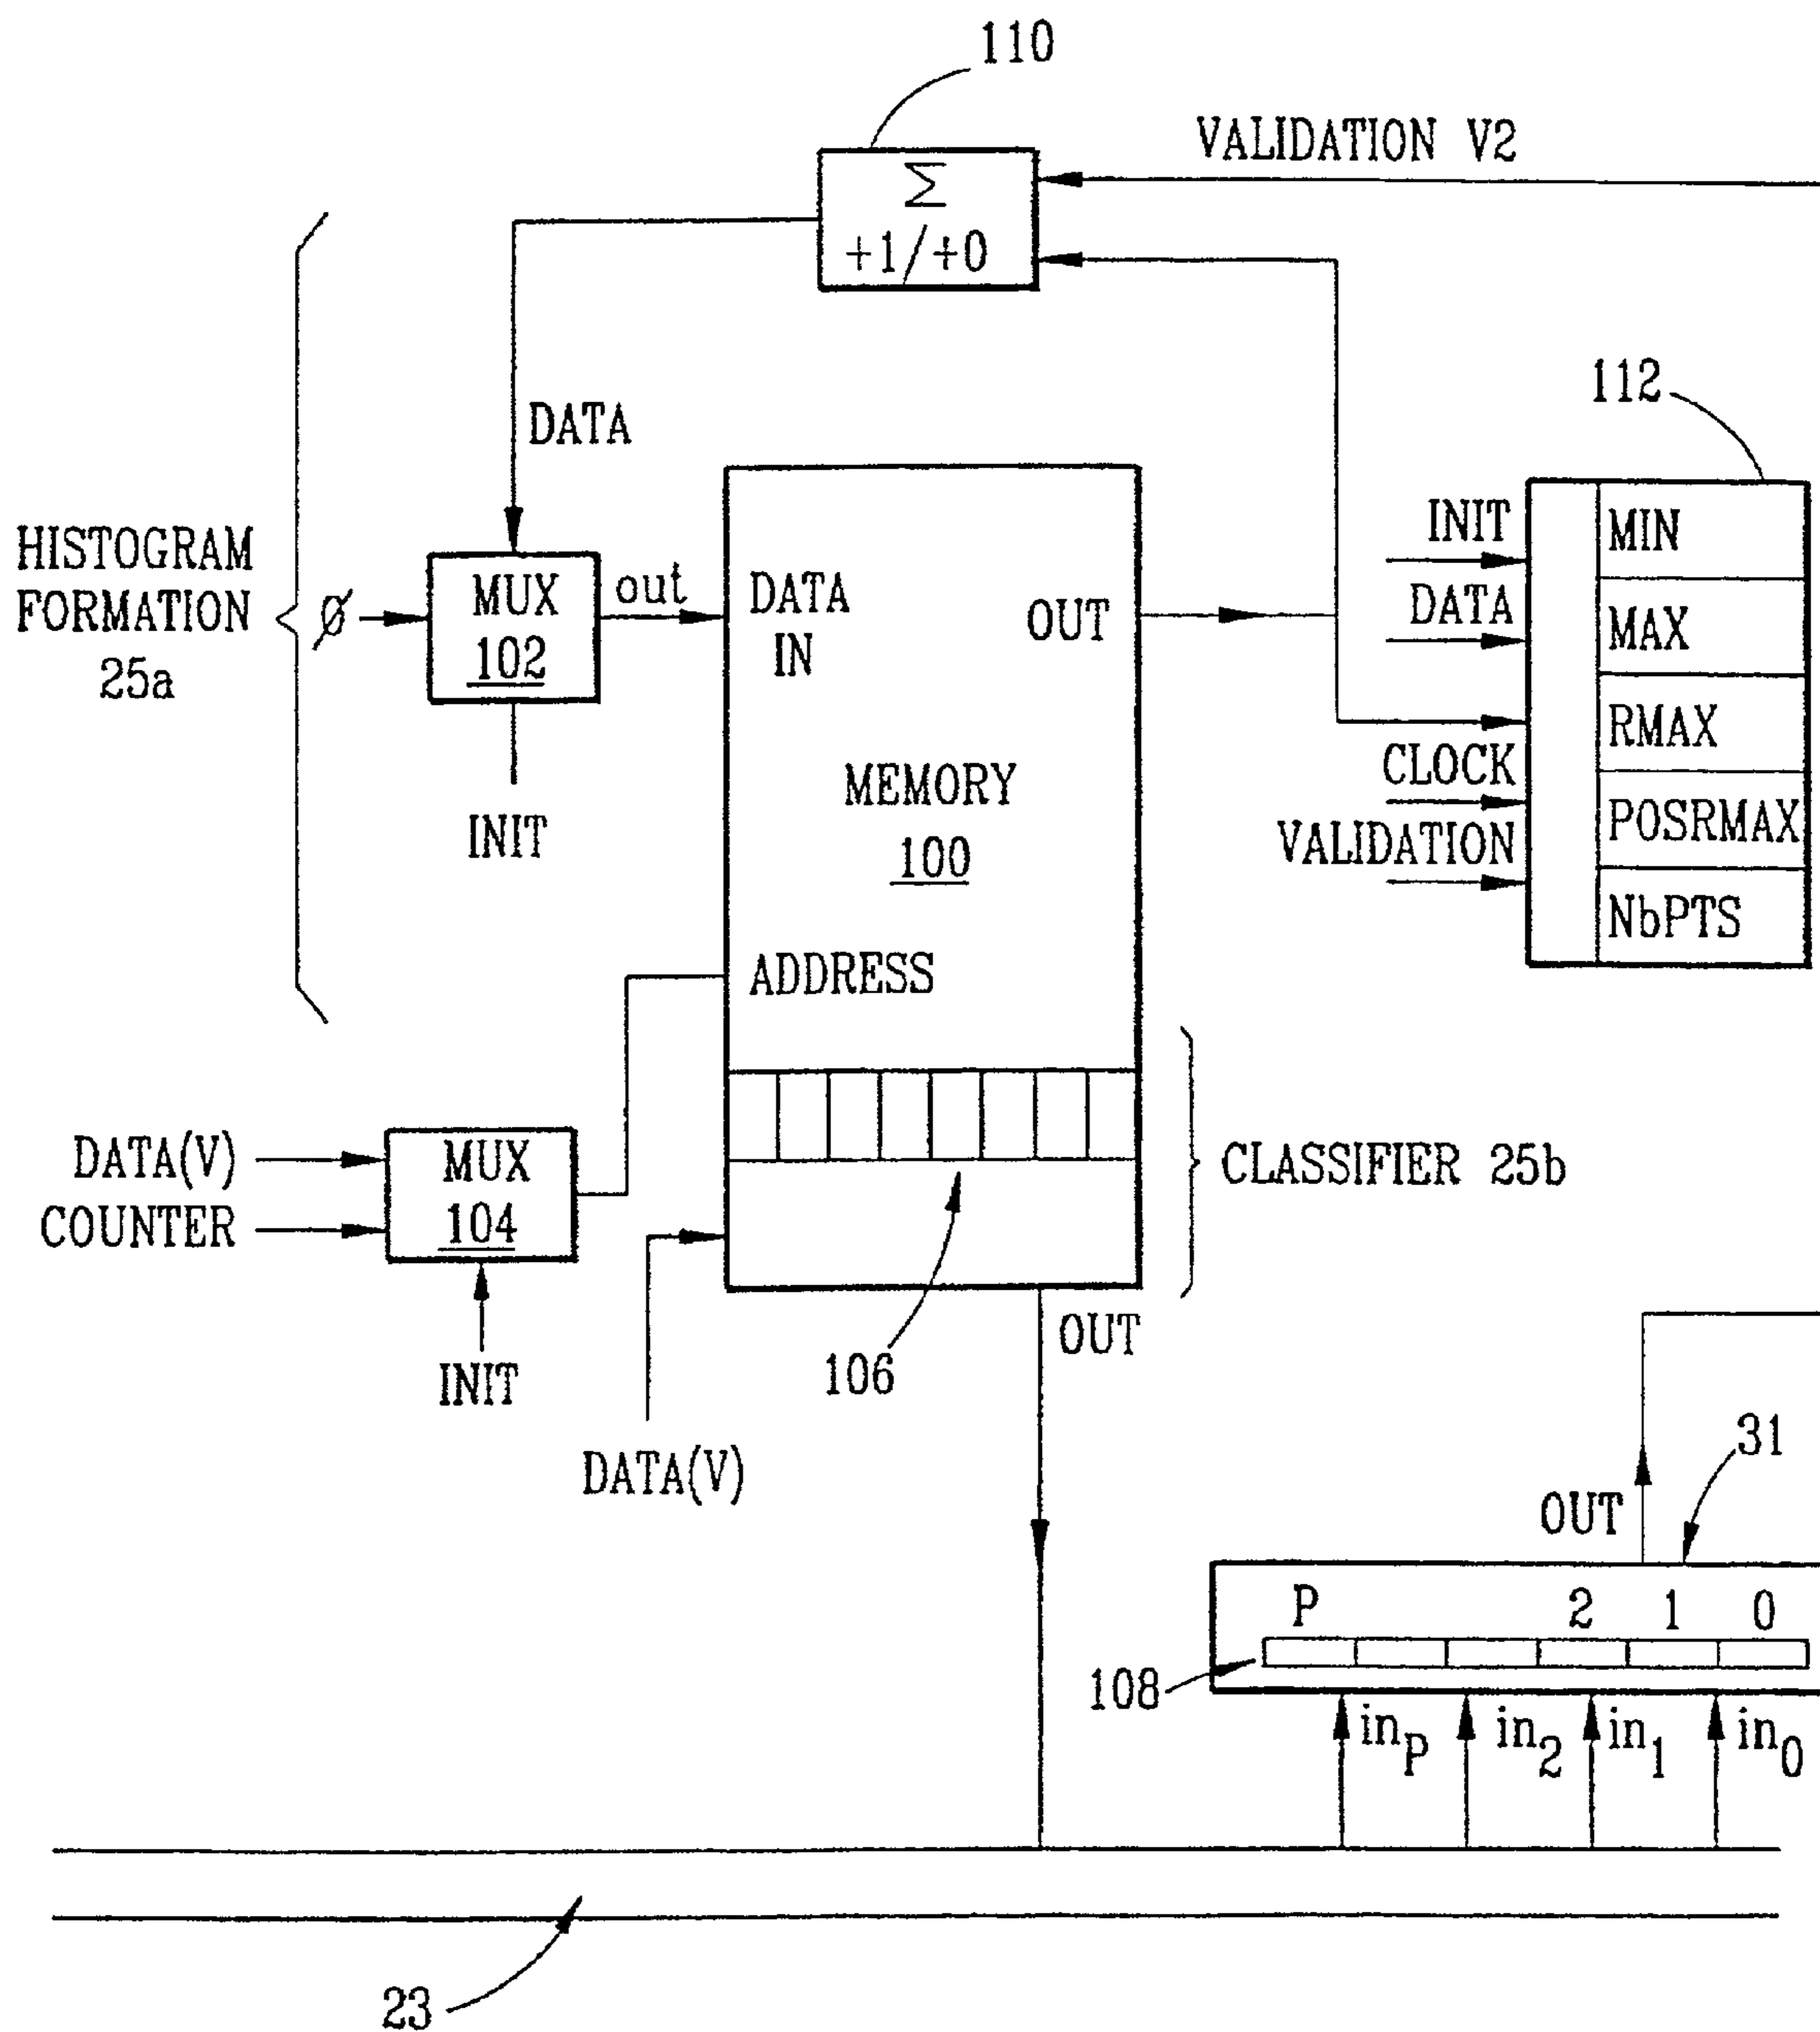 110
VALIDATION V2
Σ
+1/+0
112
DATA
HISTOGRAM
FORMATION
25a
Ø
MUX
102
out
INIT
DATA
IN
OUT
MEMORY
100
ADDRESS
INIT
DATA
CLOCK
VALIDATION
MIN
MAX
RMAX
POSRMAX
NbPTS
DATA(V)
COUNTER
MUX
104
INIT
CLASSIFIER 25b
106
OUT
DATA(V)
31
OUT
P 2 1 0
108
inP in2 in1 in0
23